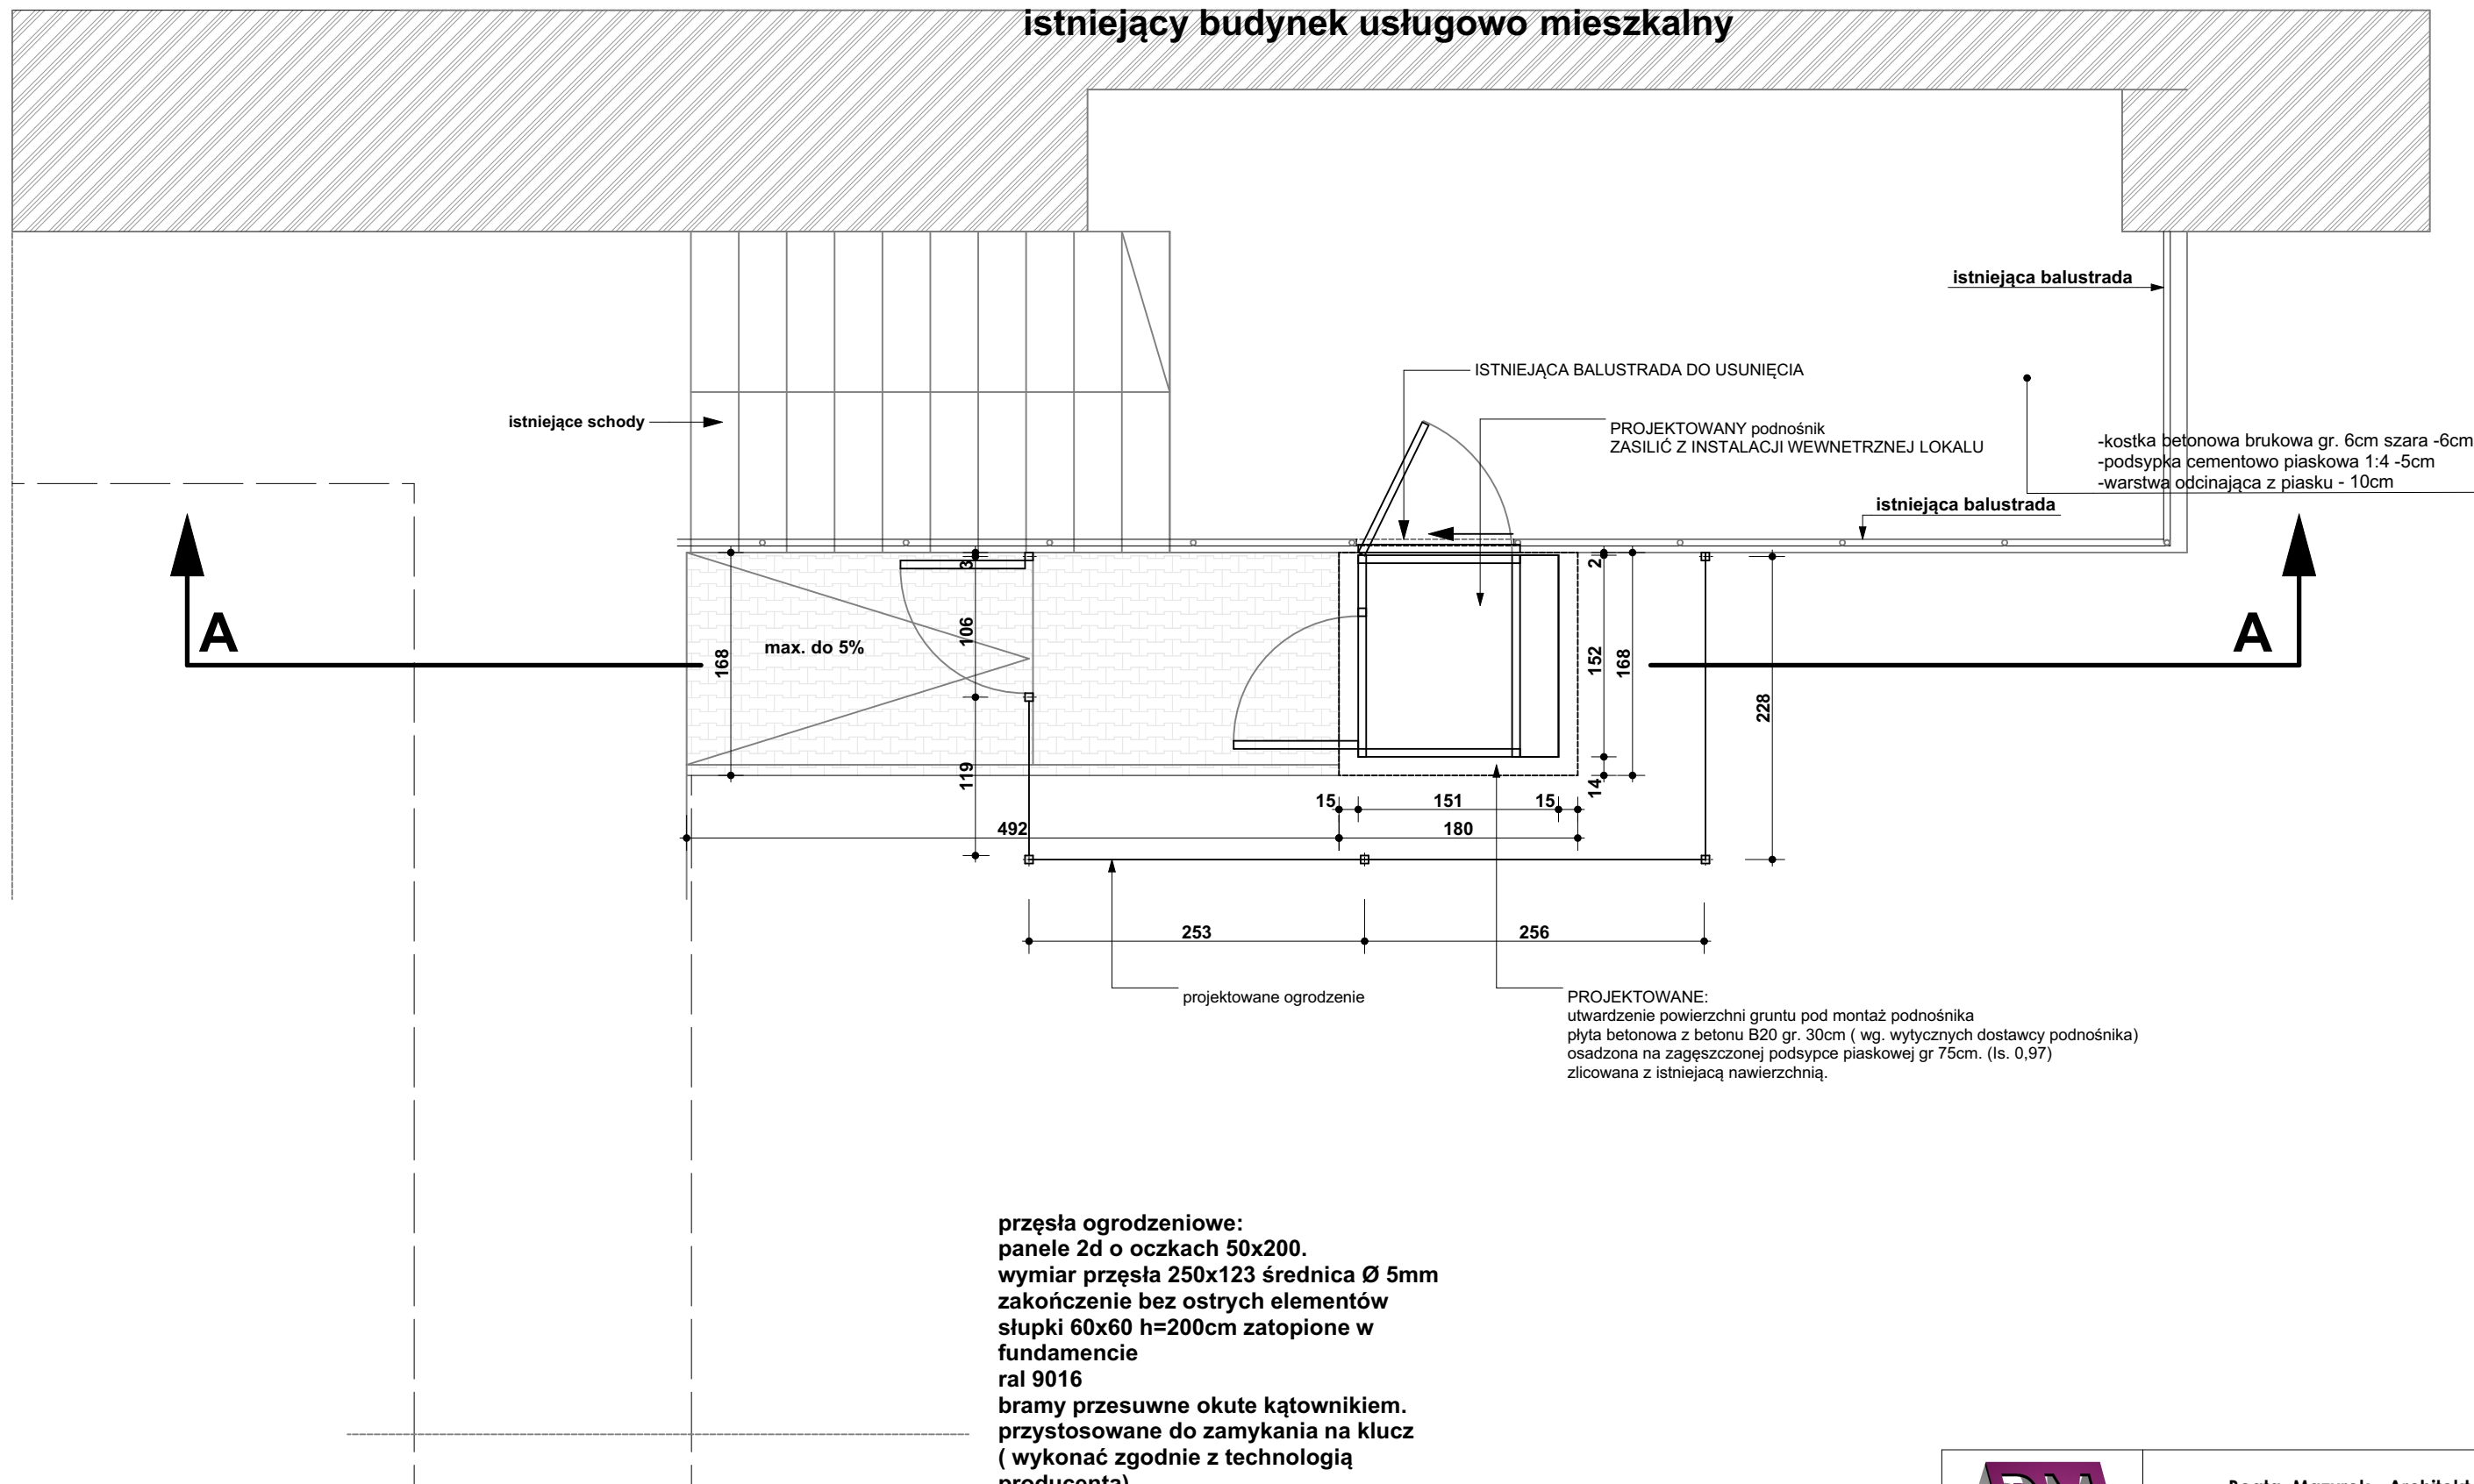 istniejący budynek usługowo mieszkalny
istniejąca balustrada
ISTNIEJĄCA BALUSTRADA DO USUNIĘCIA
istniejące schody
PROJEKTOWANY podnośnik
ZASILIĆ Z INSTALACJI WEWNETRZNEJ LOKALU
-kostka betonowa brukowa gr. 6cm szara -6cm
-podsypka cementowo piaskowa 1:4 -5cm
-warstwa odcinająca z piasku - 10cm
istniejąca balustrada
3
2
A
106
max. do 5%
168
152
168
A
228
119
14
15
151
15
492
180
253
256
projektowane ogrodzenie
PROJEKTOWANE:
utwardzenie powierzchni gruntu pod montaż podnośnika
płyta betonowa z betonu B20 gr. 30cm ( wg. wytycznych dostawcy podnośnika)
osadzona na zagęszczonej podsypce piaskowej gr 75cm. (Is. 0,97)
zlicowana z istniejacą nawierzchnią.
przęsła ogrodzeniowe:
panele 2d o oczkach 50x200.
wymiar przęsła 250x123 średnica Ø 5mm
zakończenie bez ostrych elementów
słupki 60x60 h=200cm zatopione w
fundamencie
ral 9016
bramy przesuwne okute kątownikiem.
przystosowane do zamykania na klucz
( wykonać zgodnie z technologią
producenta)
Beata Mazurek - Architekt